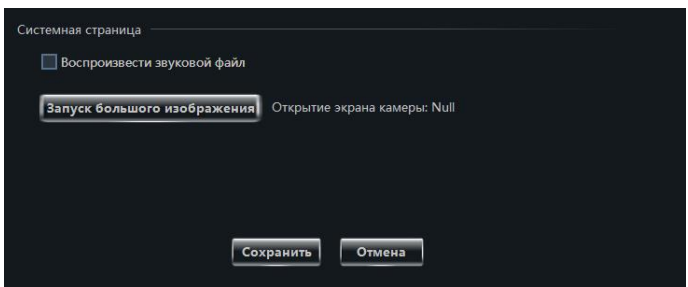 Системная страница
Воспроизвести звуковой файл
Запуск большого изображения Открытие экрана камеры: Null
Сохранить Отмена